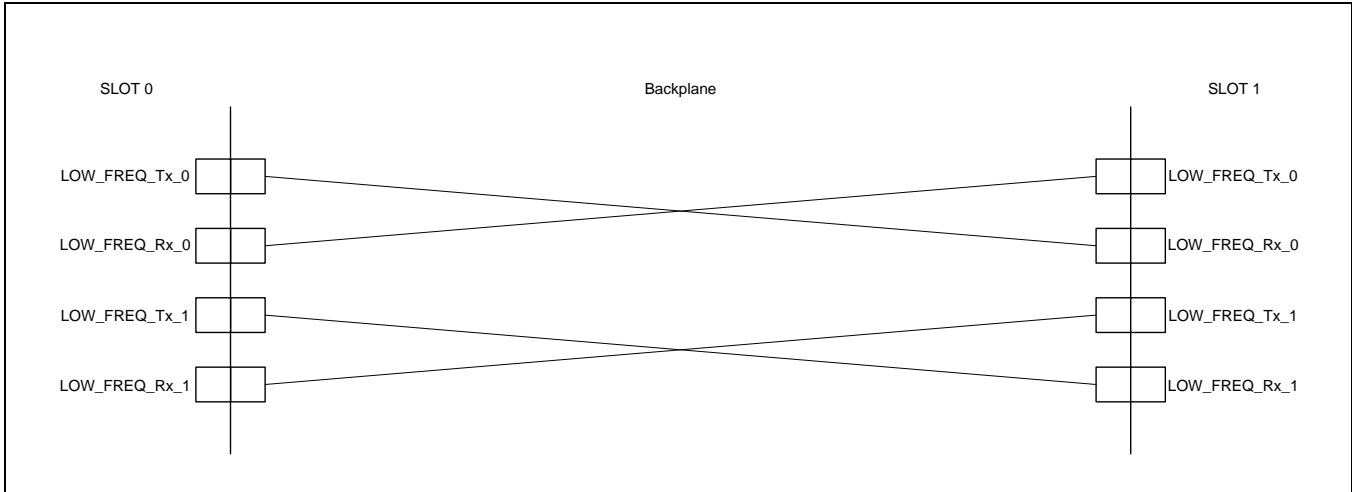 SLOT 0
Backplane
SLOT 1
LOW_FREQ_Tx_0
LOW_FREQ_Tx_0
LOW_FREQ_Rx_0
LOW_FREQ_Rx_0
LOW_FREQ_Tx_1
LOW_FREQ_Tx_1
LOW_FREQ_Rx_1
LOW_FREQ_Rx_1